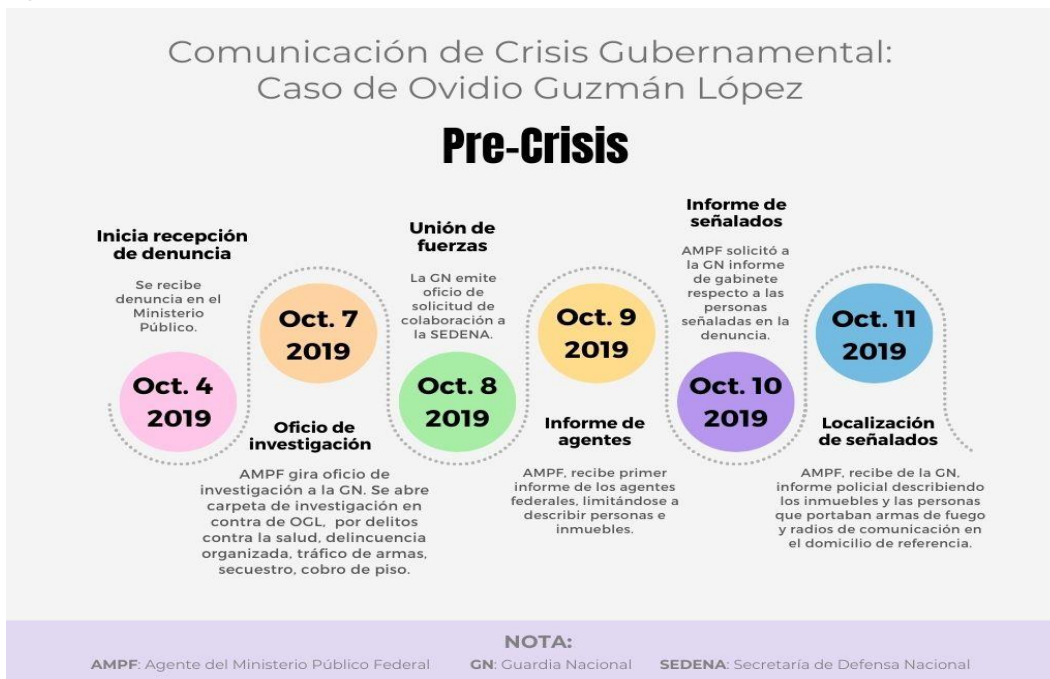 Comunicación de Crisis Gubernamental:
Caso de Ovidio Guzmán López
Pre-Crisis
Inicia recepción
de denuncia
Se recibe
denuncia en el
Ministerio
Público.
Oct. 4
2019
Oct. 7
2019
Oficio de
investigación
AMPF gira oficio de
investigación a la GN. Se abre
carpeta de investigación en
contra de OGL, por delitos
contra la salud, delincuencia
organizada, tráfico de armas,
secuestro, cobro de piso.
Unión de
fuerzas
La GN emite
oficio de
solicitud de
colaboración a
la SEDENA.
Oct. 8
2019
Oct. 9
2019
Informe de
agentes
AMPF, recibe primer
informe de los agentes
federales, limitándose a
describir personas e
inmuebles.
Informe de
señalados
AMPF solicitó a
la GN informe
de gabinete
respecto a las
personas
señaladas en la
denuncia.
Oct. 10
2019
Oct. 11
2019
Localización
de señalados
AMPF, recibe de la GN,
informe policial describiendo
los inmuebles y las personas
que portaban armas de fuego
y radios de comunicación en
el domicilio de referencia.
NOTA:
AMPF: Agente del Ministerio Público Federal GN: Guardia Nacional SEDENA: Secretaría de Defensa Nacional